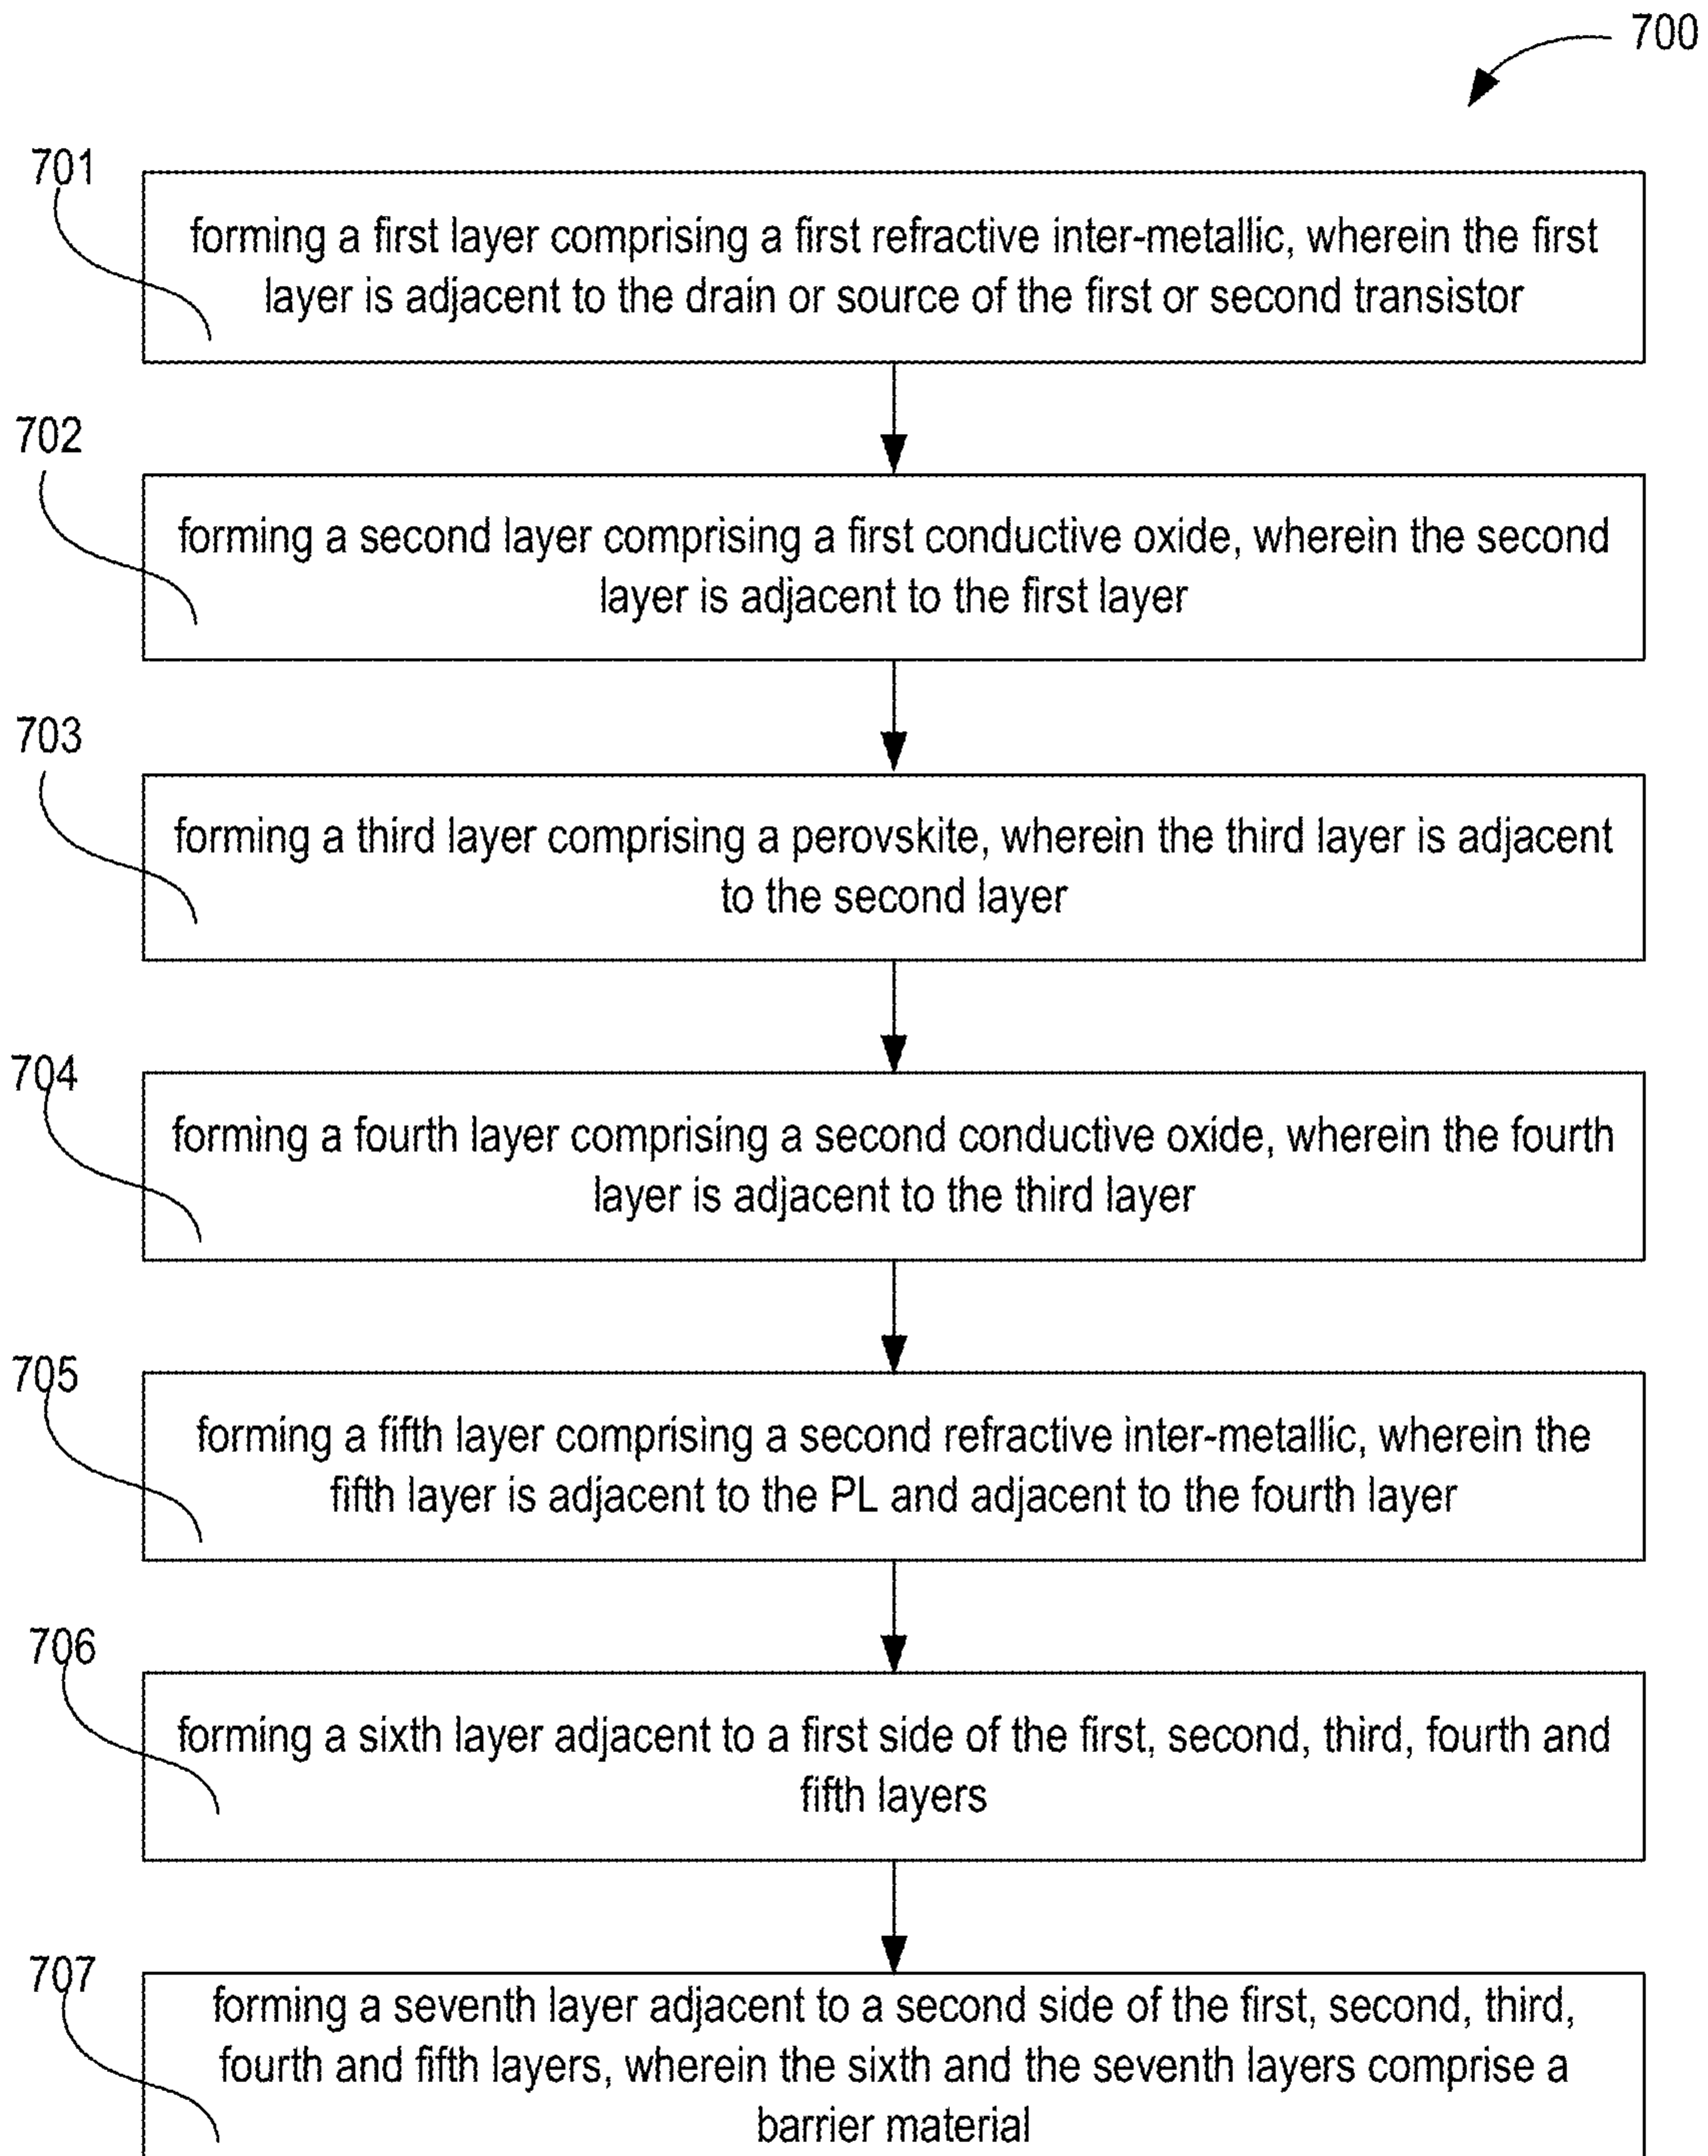 700
701
forming a first layer comprising a first refractive inter-metallic, wherein the first
layer is adjacent to the drain or source of the first or second transistor
702
forming a second layer comprising a first conductive oxide, wherein the second
layer is adjacent to the first layer
703
forming a third layer comprising a perovskite, wherein the third layer is adjacent
to the second layer
704
forming a fourth layer comprising a second conductive oxide, wherein the fourth
layer is adjacent to the third layer
705
forming a fifth layer comprising a second refractive inter-metallic, wherein the
fifth layer is adjacent to the PL and adjacent to the fourth layer
706
forming a sixth layer adjacent to a first side of the first, second, third, fourth and
fifth layers
707
forming a seventh layer adjacent to a second side of the first, second, third,
fourth and fifth layers, wherein the sixth and the seventh layers comprise a
barrier material